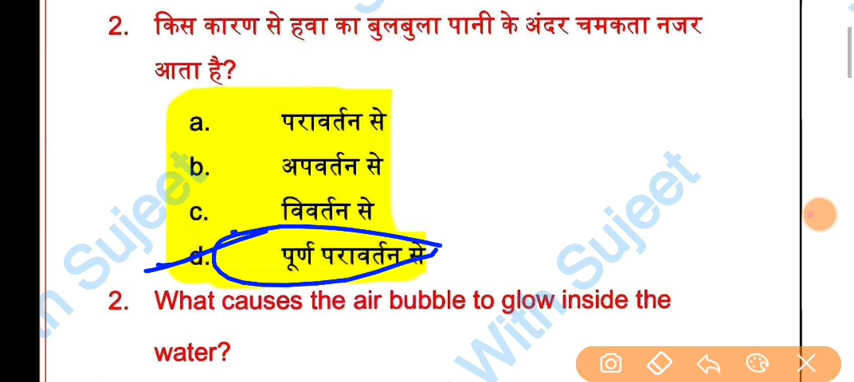 2. किस कारण से हवा का बुलबुला पानी के अंदर चमकता नजर
आता है?
a. परावर्तन से
b. अपवर्तन से
c. विवर्तन से
d. पूर्ण परावर्तन से
2. What causes the air bubble to glow inside the
water?
With Sujeet